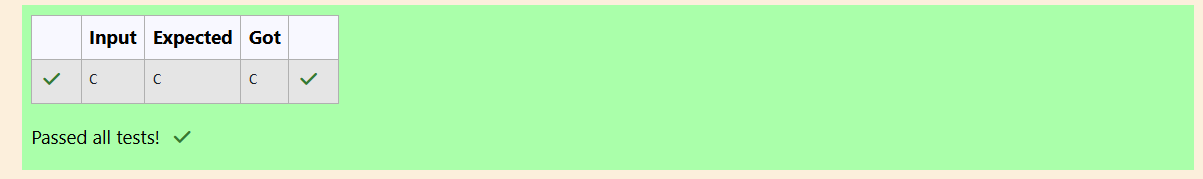 Input Expected Got
C C C
Passed all tests!